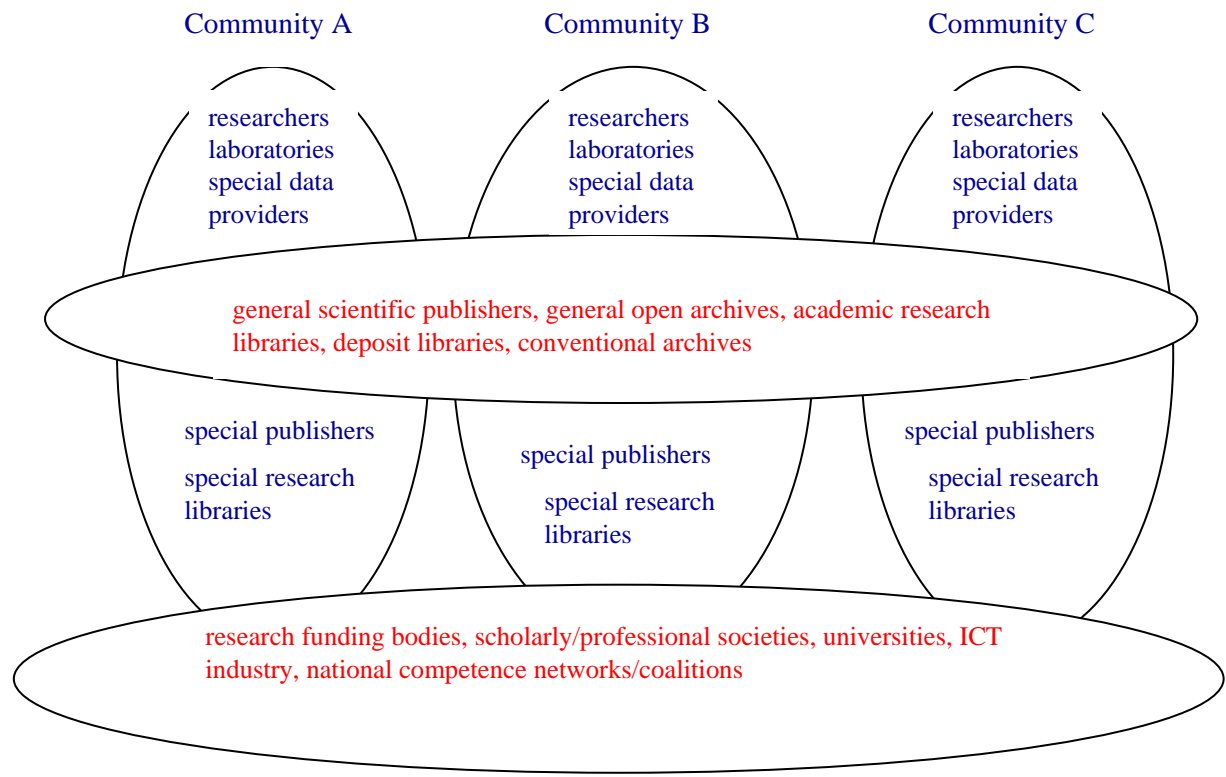 Community A
Community B
Community C
researchers
laboratories
special data
providers
researchers
laboratories
special data
providers
researchers
laboratories
special data
providers
general scientific publishers, general open archives, academic research
libraries, deposit libraries, conventional archives
special publishers
special research
libraries
special publishers
special research
libraries
special publishers
special research
libraries
research funding bodies, scholarly/professional societies, universities, ICT
industry, national competence networks/coalitions